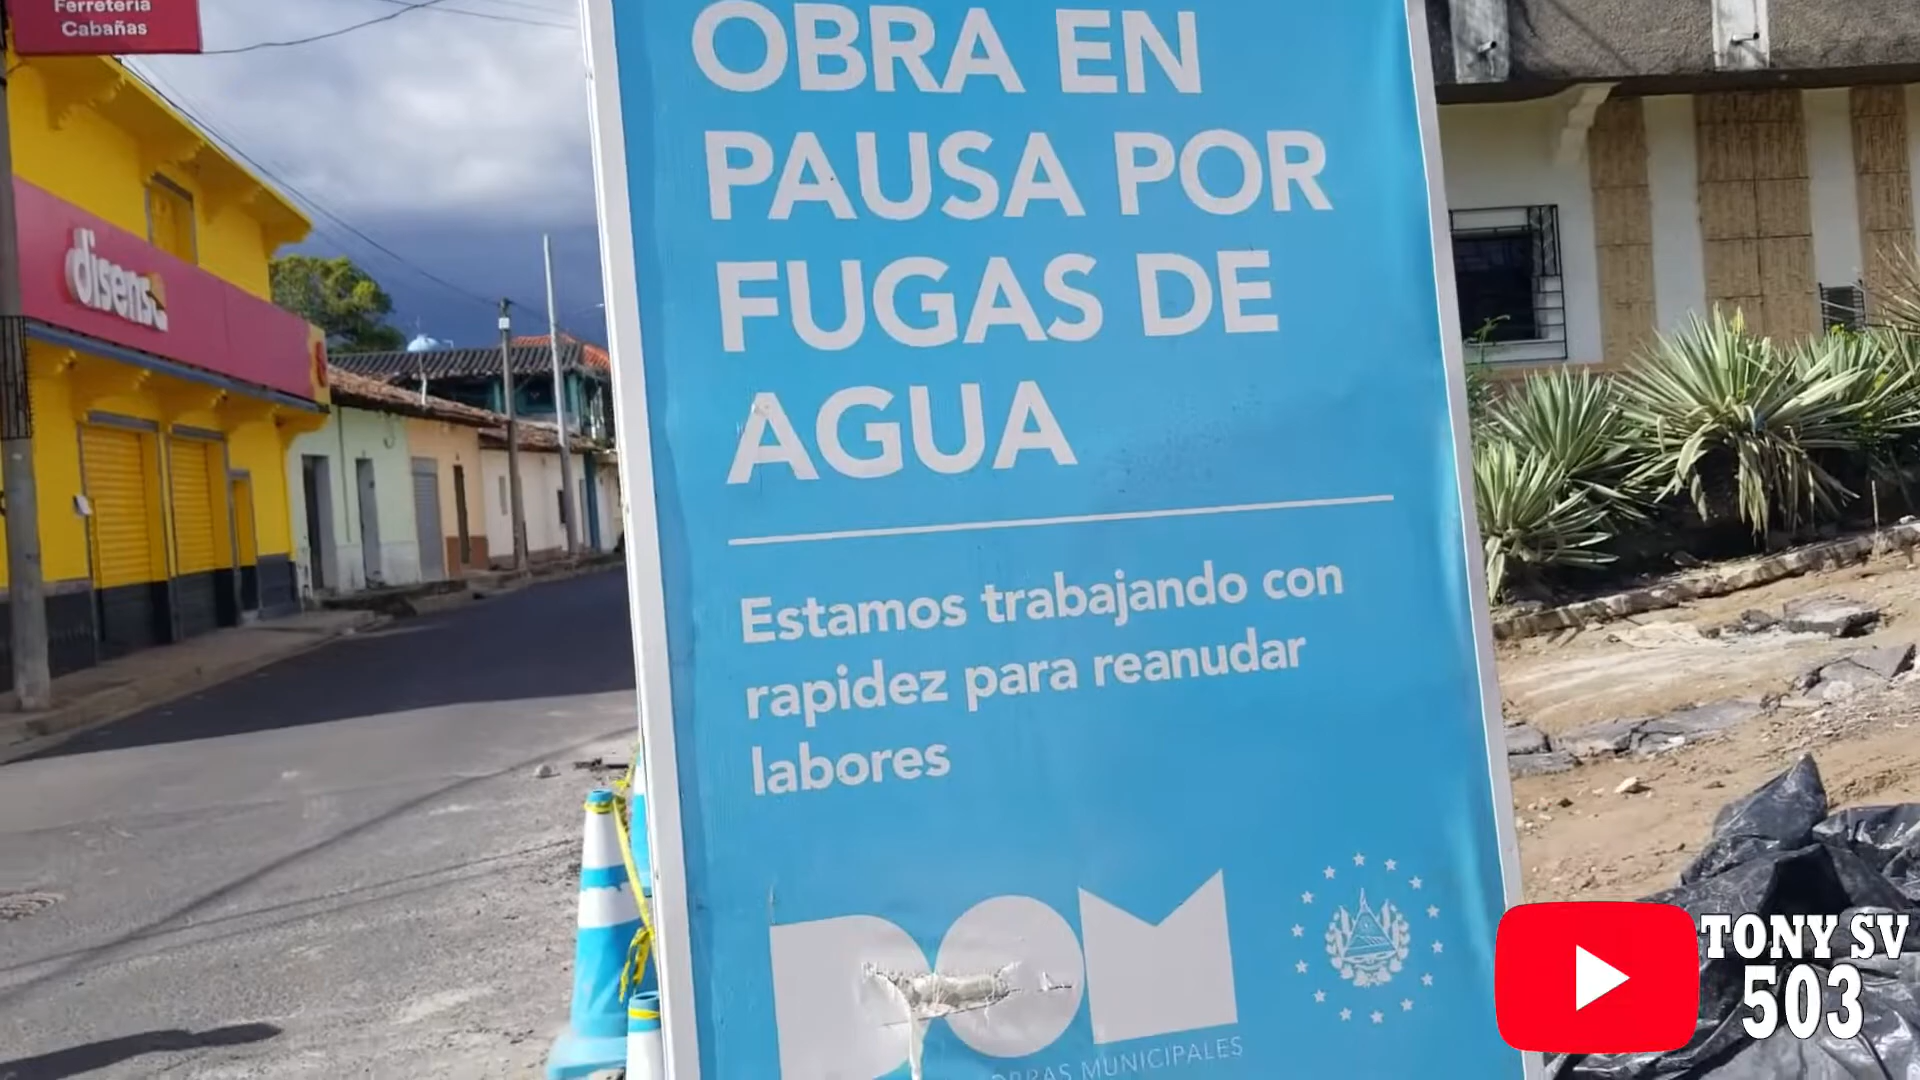 Ferretería
Cabañas
disensa
OBRA EN
PAUSA POR
FUGAS DE
AGUA
Estamos trabajando con
rapidez para reanudar
labores
DOM
OBRAS MUNICIPALES
TONY SV
503